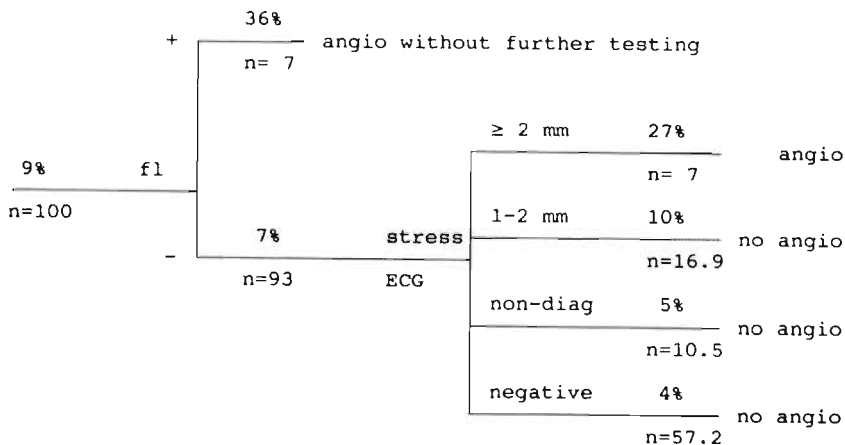 36%
+ angio without further testing
n= 7
≥ 2 mm 27%
angio
9% fl
n= 7
n=100
1-2 mm 10%
7% stress
no angio
- n=16.9
n=93 ECG
non-diag 5%
no angio
n=10.5
negative 4%
no angio
n=57.2